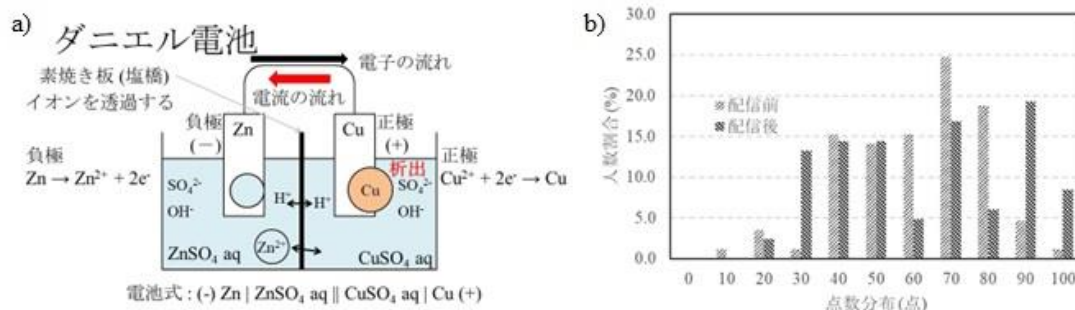 a)
ダニエル電池
素焼き板 (塩橋)
イオンを透過する
電子の流れ
電流の流れ
負極
(－)
Zn
Cu
正極
(+)
負極
Zn → Zn²⁺ + 2e⁻
析出
正極
Cu²⁺ + 2e⁻ → Cu
SO₄²⁻
OH⁻
H⁺
H⁺
Cu
SO₄²⁻
OH⁻
ZnSO₄ aq
Zn²⁺
CuSO₄ aq
電池式 : (-) Zn | ZnSO₄ aq || CuSO₄ aq | Cu (+)
b)
人数割合 (%)
30.0
25.0
20.0
15.0
10.0
5.0
0.0
配信前
配信後
0 10 20 30 40 50 60 70 80 90 100
点数分布(点)